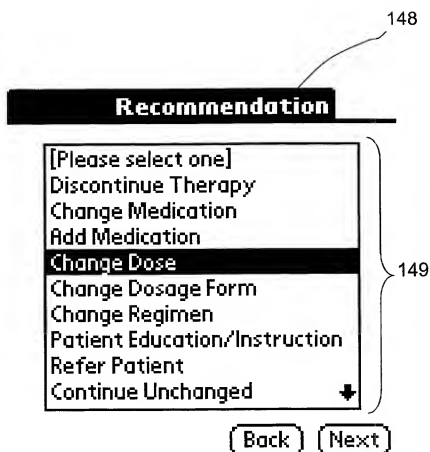 148
Recommendation
[Please select one]
Discontinue Therapy
Change Medication
Add Medication
Change Dose
Change Dosage Form
Change Regimen
Patient Education/Instruction
Refer Patient
Continue Unchanged
149
Back Next